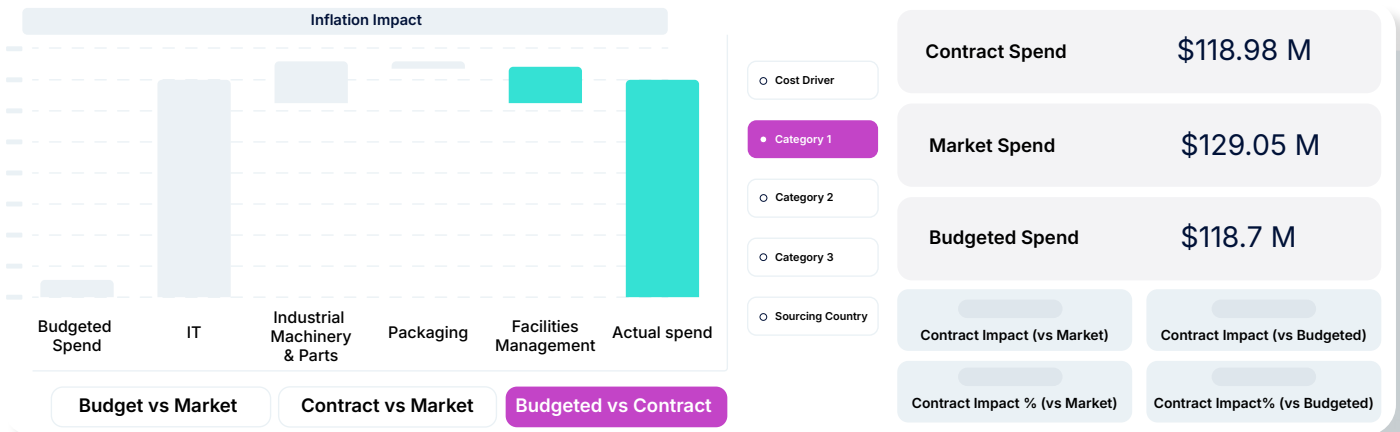 Inflation Impact
Budgeted
Spend
IT
Industrial
Machinery
& Parts
Packaging
Facilities
Management
Actual spend
Budget vs Market
Contract vs Market
Budgeted vs Contract
Cost Driver
Category 1
Category 2
Category 3
Sourcing Country
Contract Spend
$118.98 M
Market Spend
$129.05 M
Budgeted Spend
$118.7 M
Contract Impact (vs Market)
Contract Impact (vs Budgeted)
Contract Impact % (vs Market)
Contract Impact% (vs Budgeted)